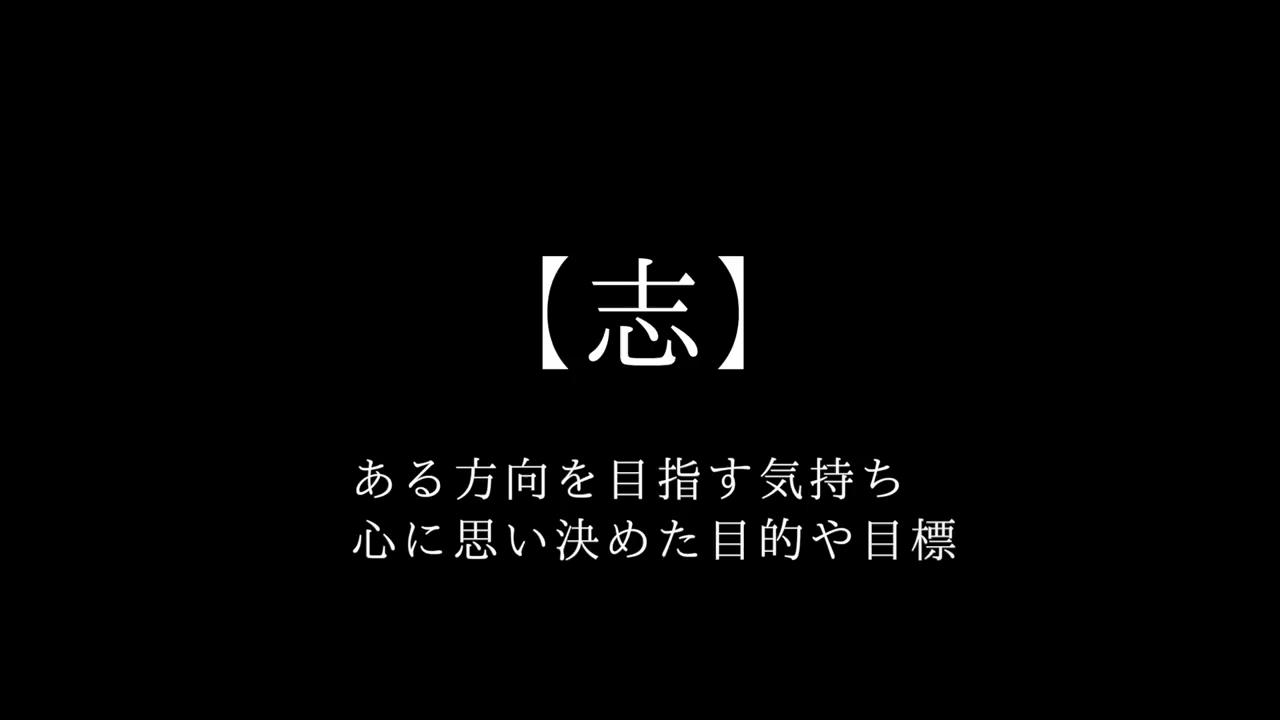 【志】
ある方向を目指す気持ち
心に思い決めた目的や目標